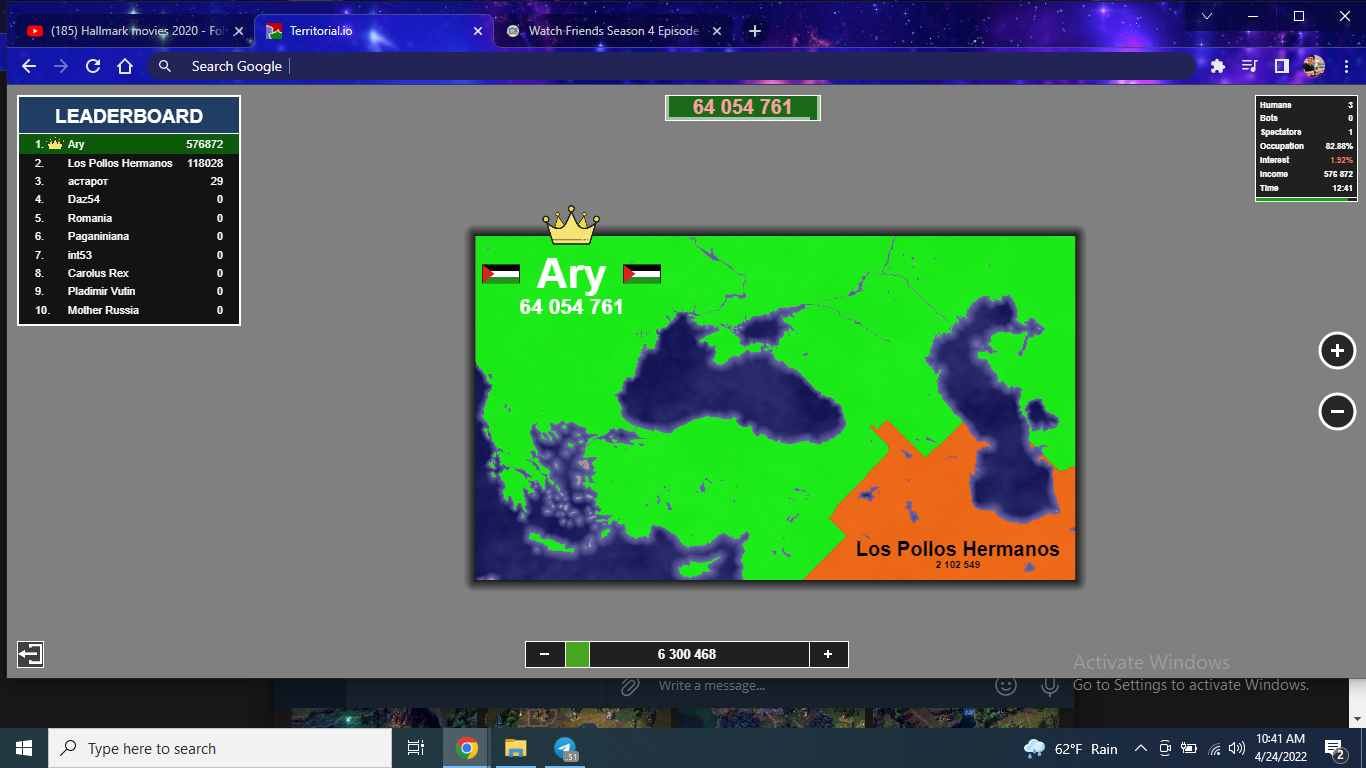 (185) Hallmark movies 2020 - Fol
Territorial.io
Watch Friends Season 4 Episode
Search Google
LEADERBOARD
1. Ary 576872
2. Los Pollos Hermanos 118028
3. астарот 29
4. Daz54 0
5. Romania 0
6. Paganiniana 0
7. int53 0
8. Carolus Rex 0
9. Pladimir Vutin 0
10. Mother Russia 0
64 054 761
Humans 3
Bots 0
Spectators 1
Occupation 82.88%
Interest 1.92%
Income 576 872
Time 12:41
Ary
64 054 761
Los Pollos Hermanos
2 102 549
6 300 468
Activate Windows
Go to Settings to activate Windows.
Write a message...
Type here to search
51
62°F Rain
10:41 AM
4/24/2022
2